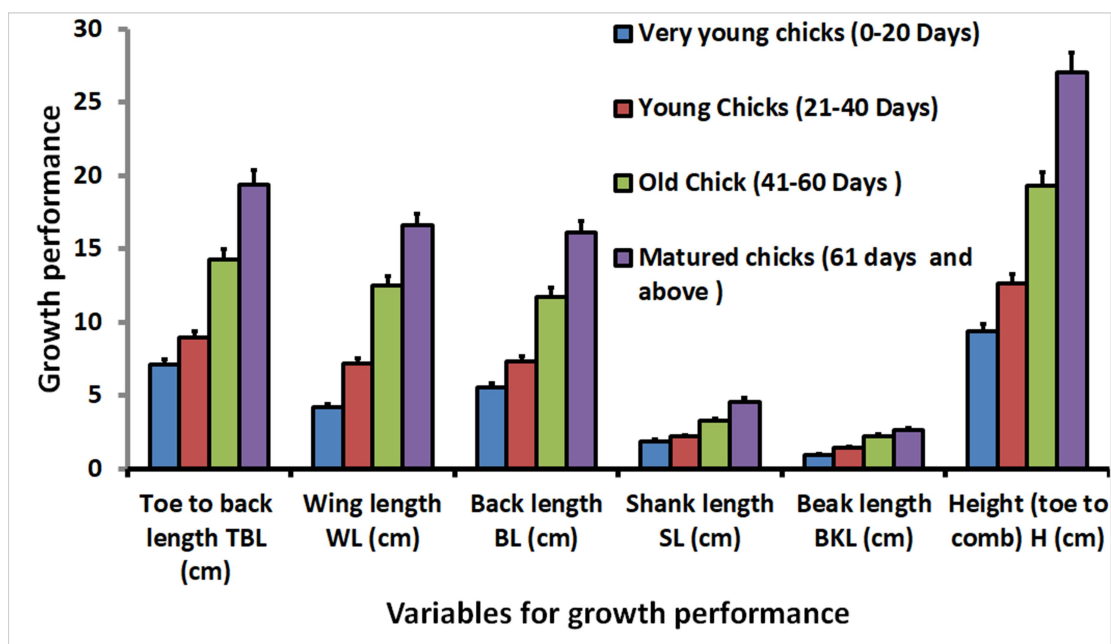 30
25
20
15
10
5
0
Growth performance
Very young chicks (0-20 Days)
Young Chicks (21-40 Days)
Old Chick (41-60 Days )
Matured chicks (61 days and
above )
Toe to back
length TBL
(cm)
Wing length
WL (cm)
Back length
BL (cm)
Shank length
SL (cm)
Beak length
BKL (cm)
Height (toe to
comb) H (cm)
Variables for growth performance